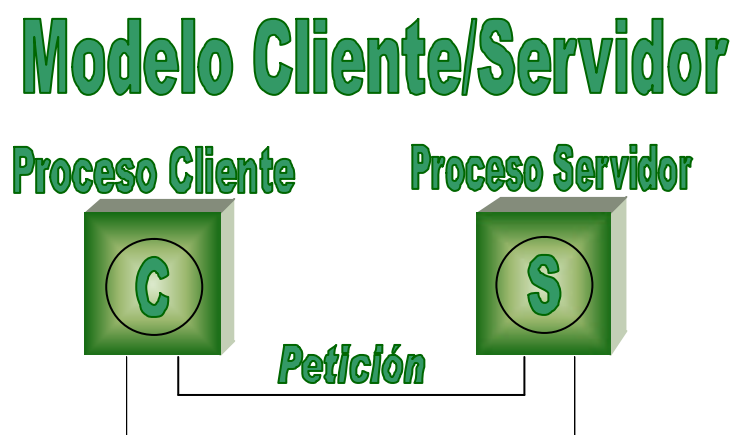 Modelo Cliente/Servidor
Proceso Cliente
Proceso Servidor
C
S
Petición